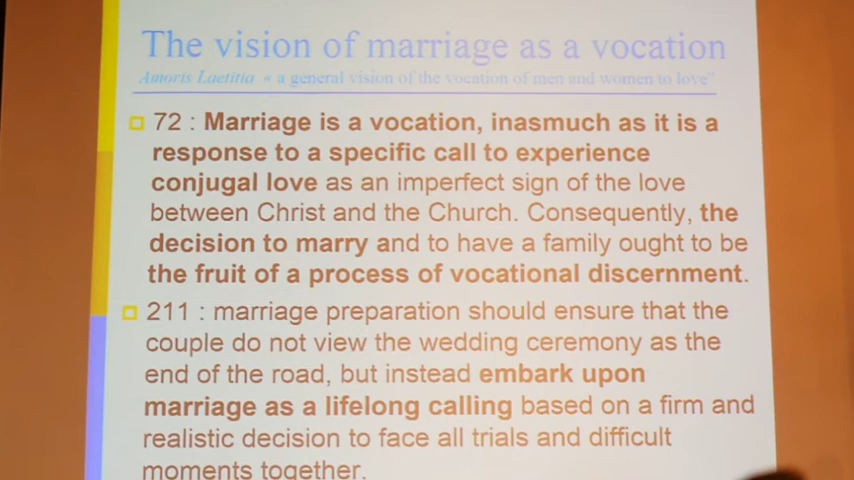 The vision of marriage as a vocation
Amoris Laetitia « a general vision of the vocation of men and women to love"
72 : Marriage is a vocation, inasmuch as it is a
response to a specific call to experience
conjugal love as an imperfect sign of the love
between Christ and the Church. Consequently, the
decision to marry and to have a family ought to be
the fruit of a process of vocational discernment.
211 : marriage preparation should ensure that the
couple do not view the wedding ceremony as the
end of the road, but instead embark upon
marriage as a lifelong calling based on a firm and
realistic decision to face all trials and difficult
moments together.